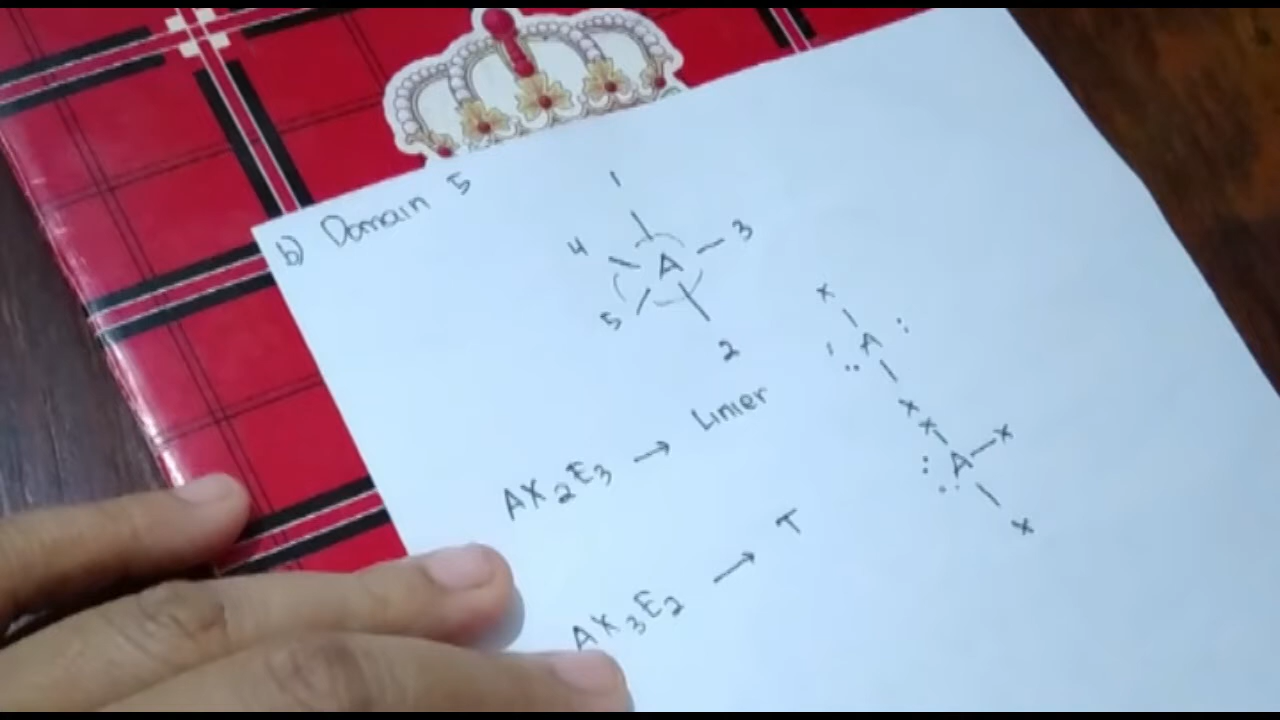 b) Domain 5
1
4 A 3
5
2
AX2E3 → Linier
X
: A :
X
X
: A X
: X
AX3E2 → T